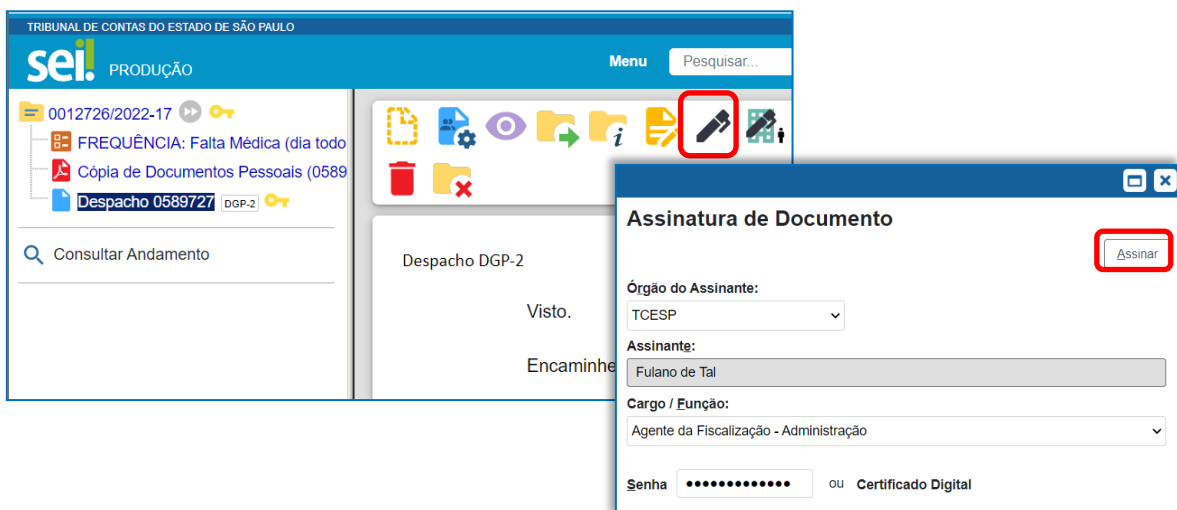 TRIBUNAL DE CONTAS DO ESTADO DE SÃO PAULO
sei! PRODUÇÃO
Menu
Pesquisar...
0012726/2022-17
FREQUÊNCIA: Falta Médica (dia todo
Cópia de Documentos Pessoais (0589
Despacho 0589727 DGP-2
Consultar Andamento
Despacho DGP-2
Visto.
Encaminhe
Assinatura de Documento
Assinar
Órgão do Assinante:
TCESP
Assinante:
Fulano de Tal
Cargo / Função:
Agente da Fiscalização - Administração
Senha ••••••••••••• ou Certificado Digital